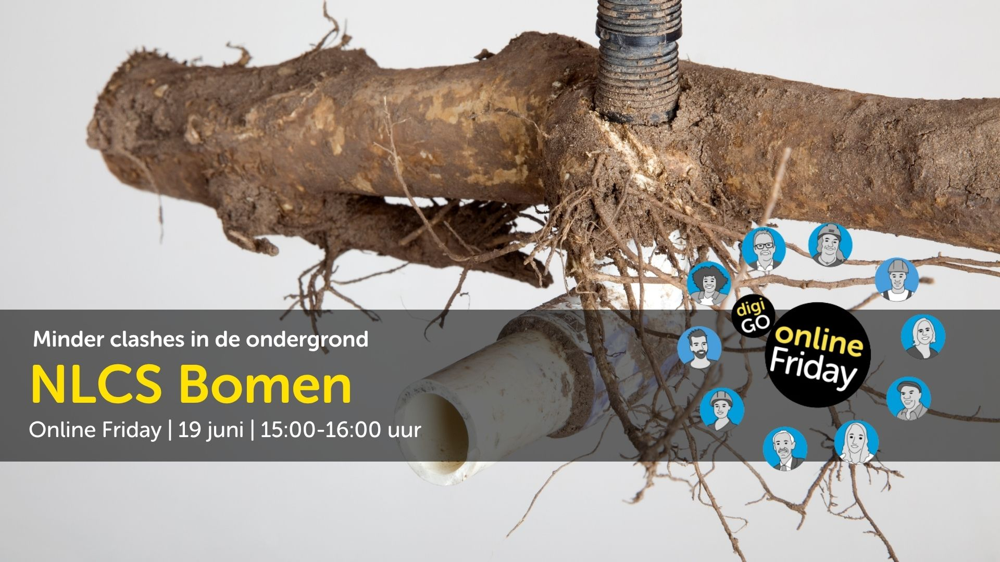 Minder clashes in de ondergrond
NLCS Bomen
Online Friday | 19 juni | 15:00-16:00 uur
digi
GO
online
Friday